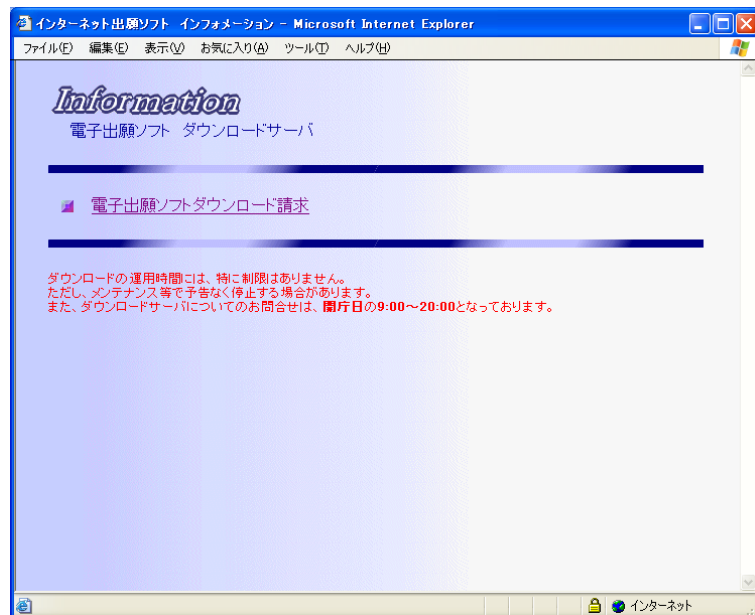 インターネット出願ソフト インフォメーション - Microsoft Internet Explorer
ファイル(F) 編集(E) 表示(V) お気に入り(A) ツール(T) ヘルプ(H)
Information
電子出願ソフト ダウンロードサーバ
電子出願ソフトダウンロード請求
ダウンロードの運用時間には、特に制限はありません。
ただし、メンテナンス等で予告なく停止する場合があります。
また、ダウンロードサーバについてのお問合せは、開庁日の9:00～20:00となっております。
インターネット